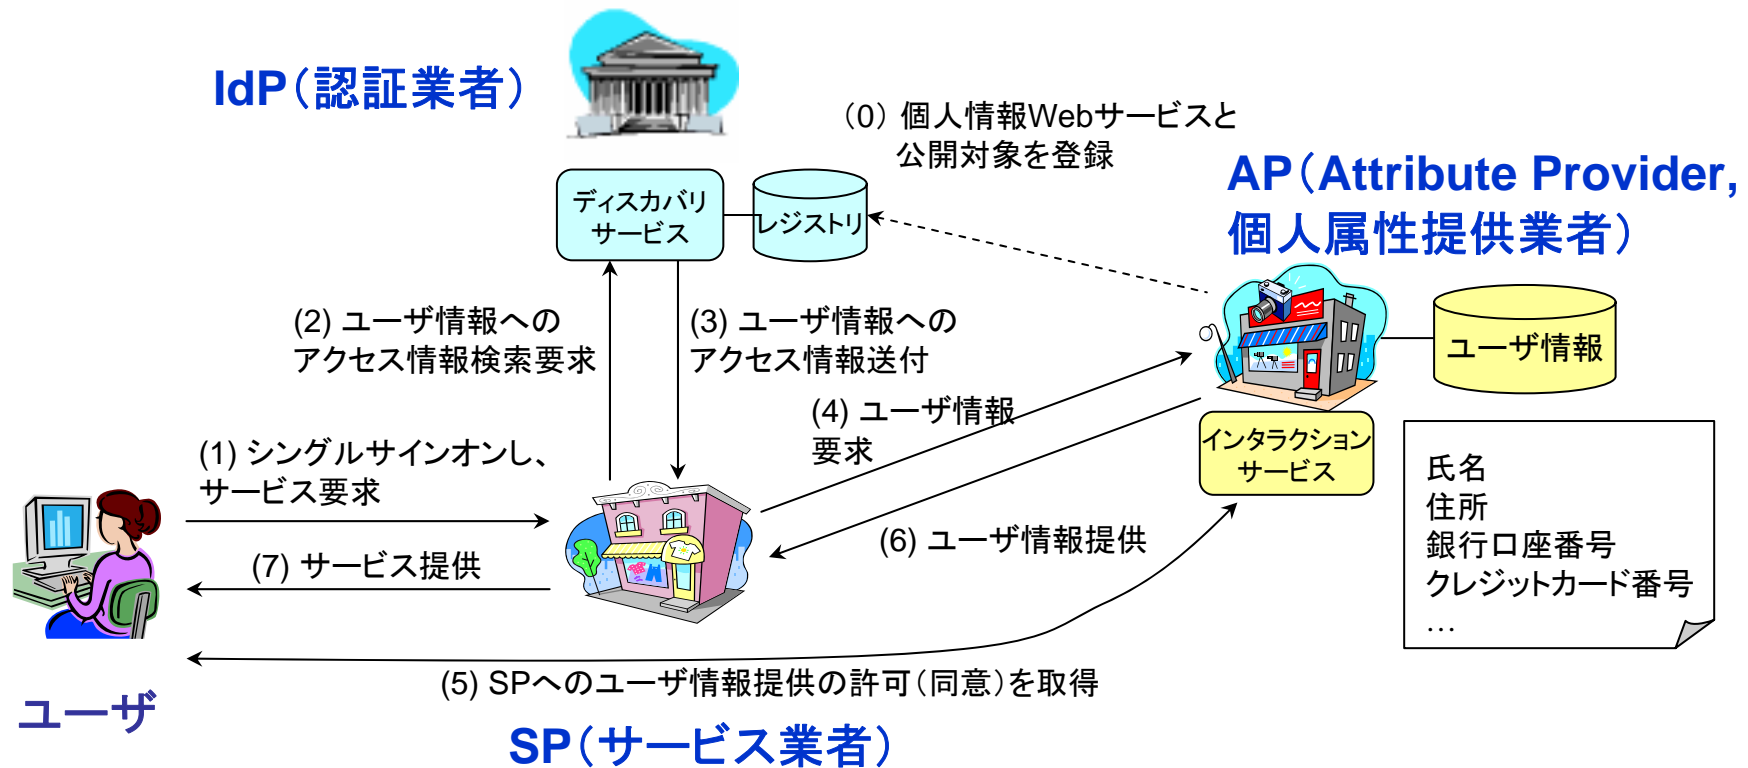 IdP（認証業者）
（0） 個人情報Webサービスと
公開対象を登録
AP（Attribute Provider,
個人属性提供業者）
ディスカバリ
サービス
レジストリ
(2) ユーザ情報への
アクセス情報検索要求
(3) ユーザ情報への
アクセス情報送付
ユーザ情報
(4) ユーザ情報
要求
インタラクション
サービス
(1) シングルサインオンし、
サービス要求
氏名
住所
銀行口座番号
クレジットカード番号
…
(6) ユーザ情報提供
(7) サービス提供
(5) SPへのユーザ情報提供の許可（同意）を取得
ユーザ
SP（サービス業者）